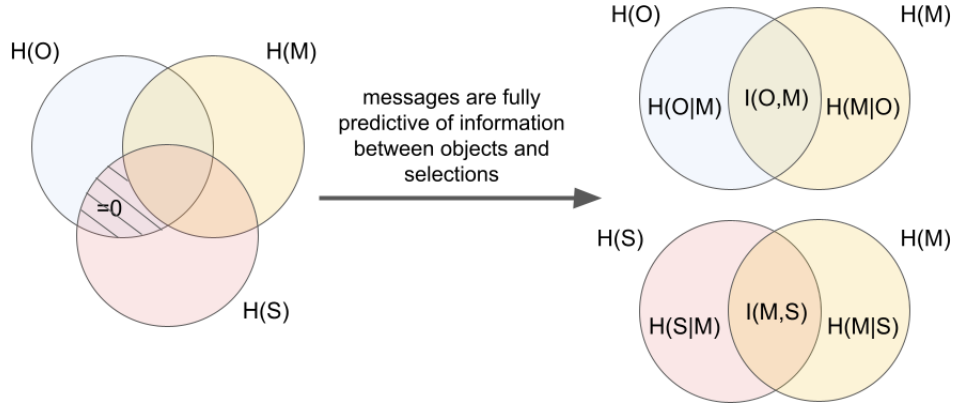 H(O)
H(M)
=0
H(S)
messages are fully
predictive of information
between objects and
selections
H(O)
H(M)
H(O|M)
I(O,M)
H(M|O)
H(S)
H(M)
H(S|M)
I(M,S)
H(M|S)